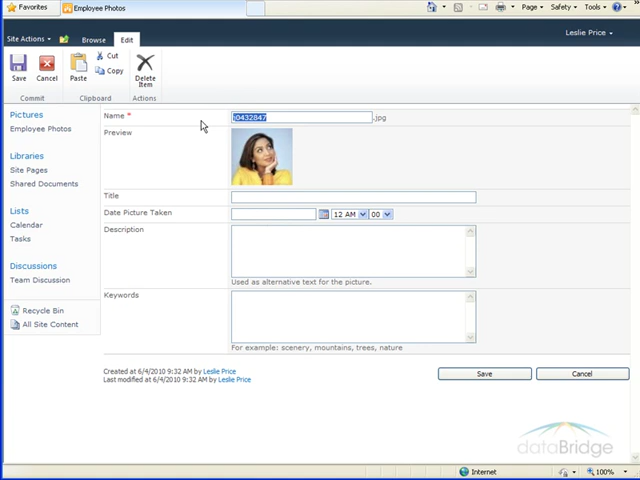 Favorites
Employee Photos
Page
Safety
Tools
Site Actions
Browse
Edit
Leslie Price
Save
Cancel
Paste
Cut
Copy
Delete
Item
Commit
Clipboard
Actions
Pictures
Employee Photos
Libraries
Site Pages
Shared Documents
Lists
Calendar
Tasks
Discussions
Team Discussion
Recycle Bin
All Site Content
Name *
.jpg
Preview
Title
Date Picture Taken
12 AM
00
Description
Used as alternative text for the picture.
Keywords
For example: scenery, mountains, trees, nature
Created at 6/4/2010 9:32 AM by Leslie Price
Last modified at 6/4/2010 9:32 AM by Leslie Price
Save
Cancel
dataBridge
Internet
100%